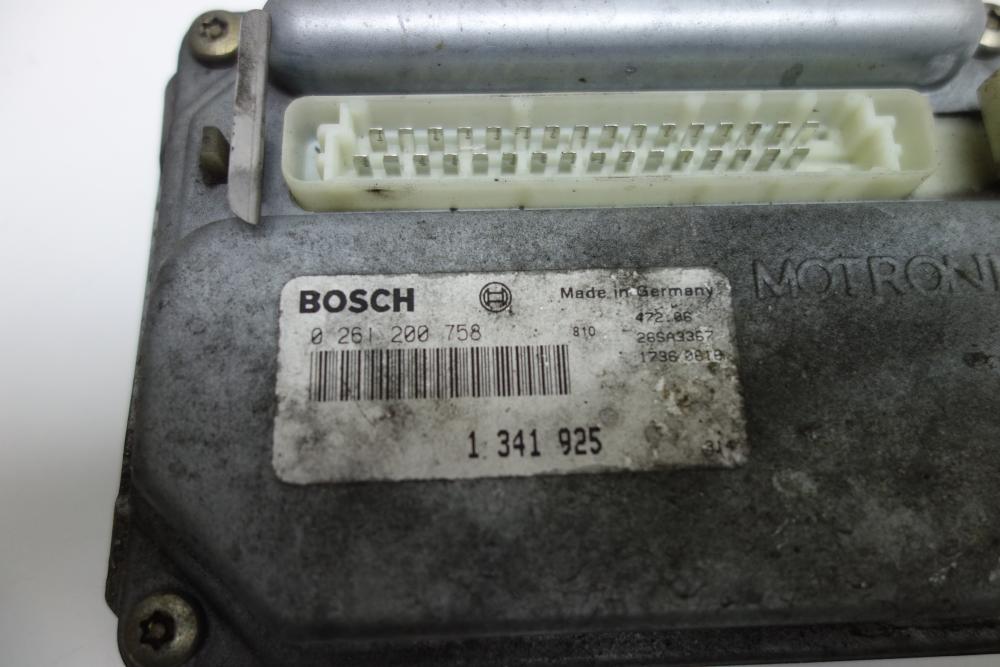 BOSCH Made in Germany
0 261 200 758 810 472.06
26SA3367
1 341 925
MOTRONI